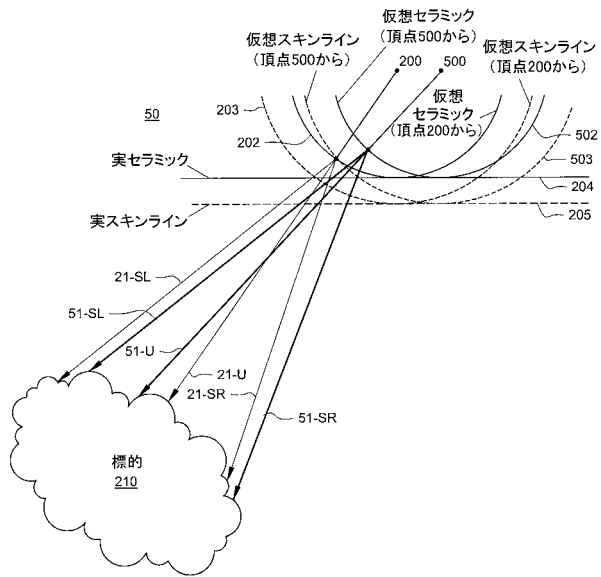 仮想セラミック
(頂点500から)
仮想スキンライン
(頂点500から)
仮想スキンライン
(頂点200から)
200
500
203
50
202
仮想
セラミック
(頂点200から)
502
503
実セラミック
204
実スキンライン
205
21-SL
51-SL
51-U
21-U
21-SR
51-SR
標的
210